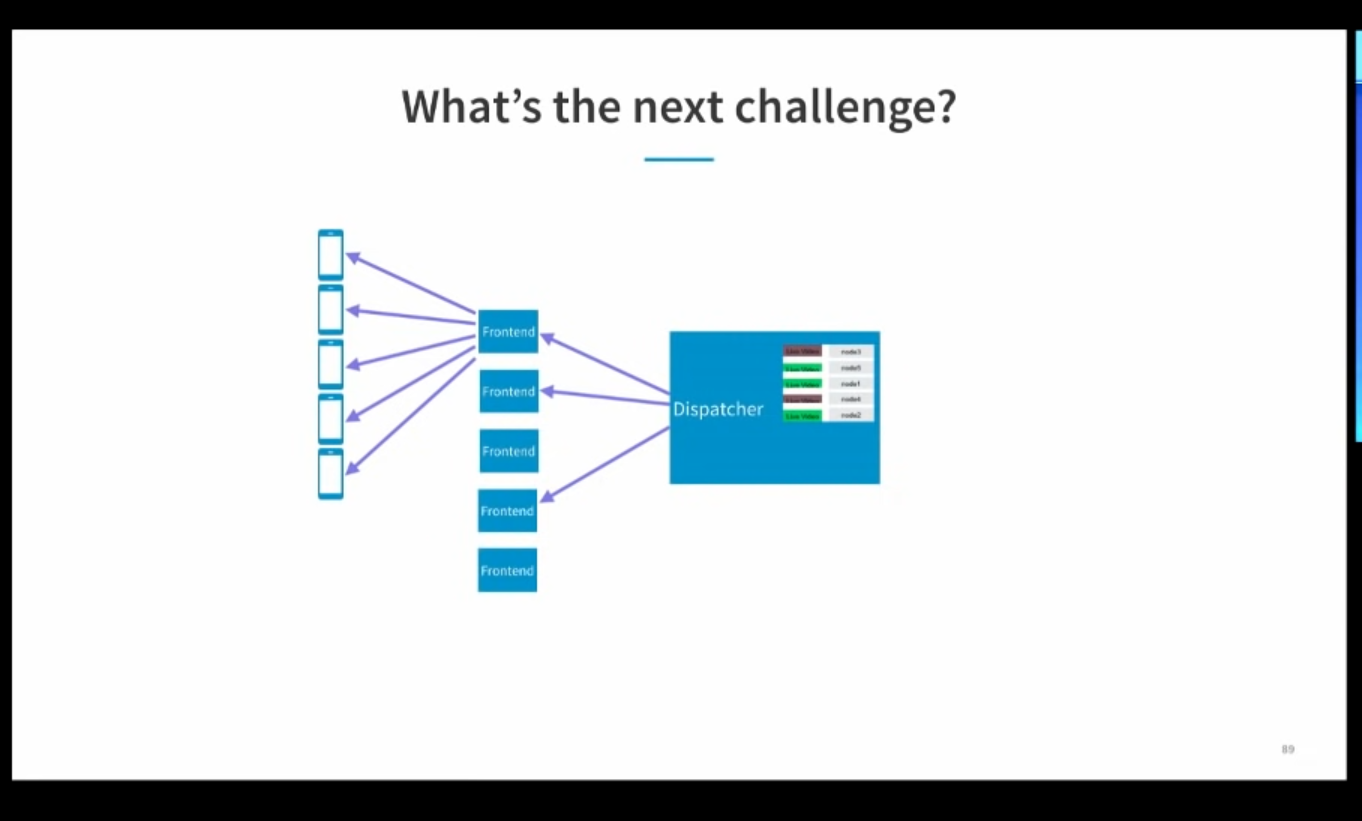 What's the next challenge?
Frontend
Frontend
Frontend
Frontend
Frontend
Dispatcher
Live Video node3
Live Video node5
Live Video node1
Live Video node4
Live Video node2
89